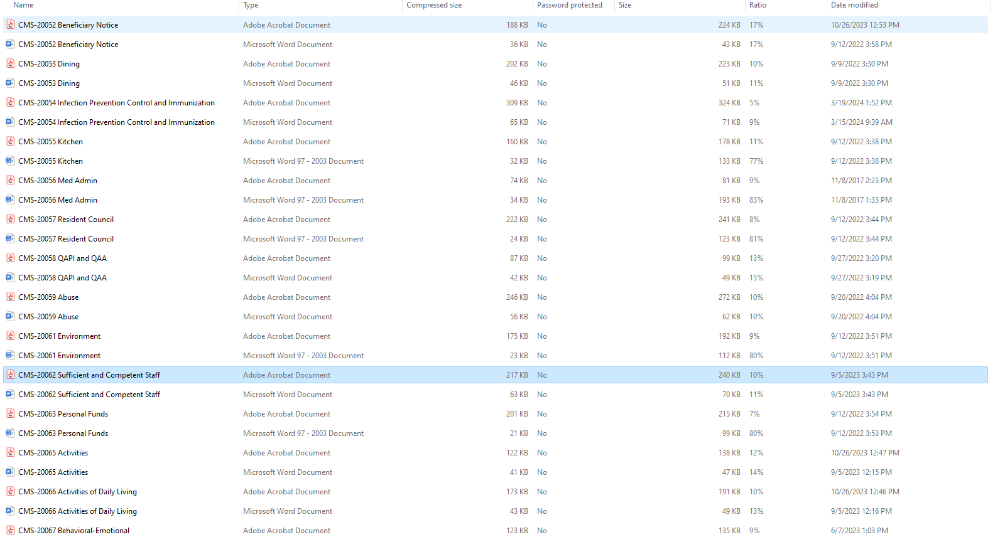 Name Type Compressed size Password protected Size Ratio Date modified
CMS-20052 Beneficiary Notice Adobe Acrobat Document 188 KB No 224 KB 17% 10/26/2023 12:53 PM
CMS-20052 Beneficiary Notice Microsoft Word Document 36 KB No 43 KB 17% 9/12/2022 3:58 PM
CMS-20053 Dining Adobe Acrobat Document 202 KB No 223 KB 10% 9/9/2022 3:30 PM
CMS-20053 Dining Microsoft Word Document 46 KB No 51 KB 11% 9/9/2022 3:30 PM
CMS-20054 Infection Prevention Control and Immunization Adobe Acrobat Document 309 KB No 324 KB 5% 3/19/2024 1:52 PM
CMS-20054 Infection Prevention Control and Immunization Microsoft Word Document 65 KB No 71 KB 9% 3/15/2024 9:39 AM
CMS-20055 Kitchen Adobe Acrobat Document 160 KB No 178 KB 11% 9/12/2022 3:38 PM
CMS-20055 Kitchen Microsoft Word 97 - 2003 Document 32 KB No 133 KB 77% 9/12/2022 3:38 PM
CMS-20056 Med Admin Adobe Acrobat Document 74 KB No 81 KB 9% 11/8/2017 2:23 PM
CMS-20056 Med Admin Microsoft Word 97 - 2003 Document 34 KB No 193 KB 83% 11/8/2017 1:33 PM
CMS-20057 Resident Council Adobe Acrobat Document 222 KB No 241 KB 8% 9/12/2022 3:44 PM
CMS-20057 Resident Council Microsoft Word 97 - 2003 Document 24 KB No 123 KB 81% 9/12/2022 3:44 PM
CMS-20058 QAPI and QAA Adobe Acrobat Document 87 KB No 99 KB 13% 9/27/2022 3:20 PM
CMS-20058 QAPI and QAA Microsoft Word Document 42 KB No 49 KB 15% 9/27/2022 3:19 PM
CMS-20059 Abuse Adobe Acrobat Document 246 KB No 272 KB 10% 9/20/2022 4:04 PM
CMS-20059 Abuse Microsoft Word Document 56 KB No 62 KB 10% 9/20/2022 4:04 PM
CMS-20061 Environment Adobe Acrobat Document 175 KB No 192 KB 9% 9/12/2022 3:51 PM
CMS-20061 Environment Microsoft Word 97 - 2003 Document 23 KB No 112 KB 80% 9/12/2022 3:51 PM
CMS-20062 Sufficient and Competent Staff Adobe Acrobat Document 217 KB No 240 KB 10% 9/5/2023 3:43 PM
CMS-20062 Sufficient and Competent Staff Microsoft Word Document 63 KB No 70 KB 11% 9/5/2023 3:43 PM
CMS-20063 Personal Funds Adobe Acrobat Document 201 KB No 215 KB 7% 9/12/2022 3:54 PM
CMS-20063 Personal Funds Microsoft Word 97 - 2003 Document 21 KB No 99 KB 80% 9/12/2022 3:53 PM
CMS-20065 Activities Adobe Acrobat Document 122 KB No 138 KB 12% 10/26/2023 12:47 PM
CMS-20065 Activities Microsoft Word Document 41 KB No 47 KB 14% 9/5/2023 12:15 PM
CMS-20066 Activities of Daily Living Adobe Acrobat Document 173 KB No 191 KB 10% 10/26/2023 12:46 PM
CMS-20066 Activities of Daily Living Microsoft Word Document 43 KB No 49 KB 13% 9/5/2023 12:16 PM
CMS-20067 Behavioral-Emotional Adobe Acrobat Document 123 KB No 135 KB 9% 6/7/2023 1:03 PM